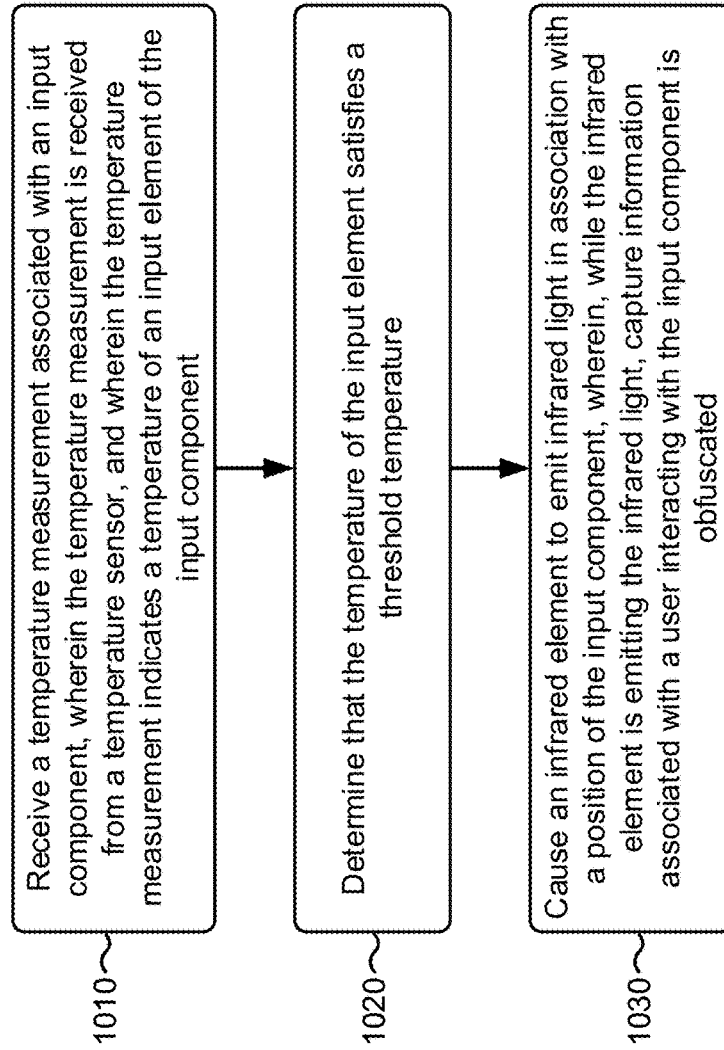 1010
Receive a temperature measurement associated with an input
component, wherein the temperature measurement is received
from a temperature sensor, and wherein the temperature
measurement indicates a temperature of an input element of the
input component
1020
Determine that the temperature of the input element satisfies a
threshold temperature
1030
Cause an infrared element to emit infrared light in association with
a position of the input component, wherein, while the infrared
element is emitting the infrared light, capture information
associated with a user interacting with the input component is
obfuscated